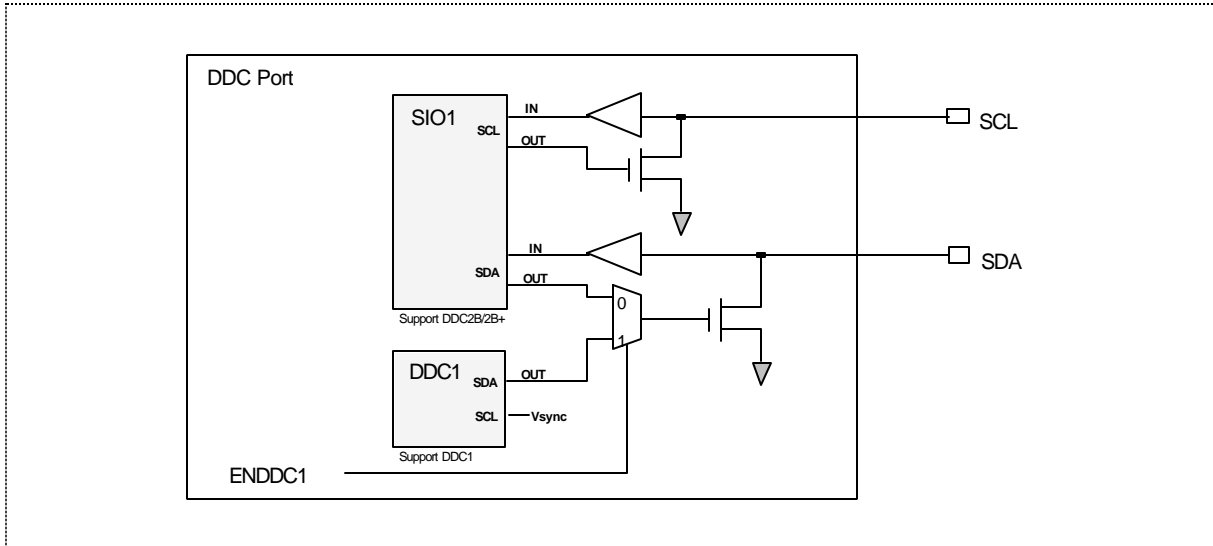 DDC Port
SIO1
SCL
IN
OUT
SCL
IN
SDA
OUT
SDA
0
1
Support DDC2B/2B+
DDC1
SDA
OUT
SCL
Vsync
Support DDC1
ENDDC1